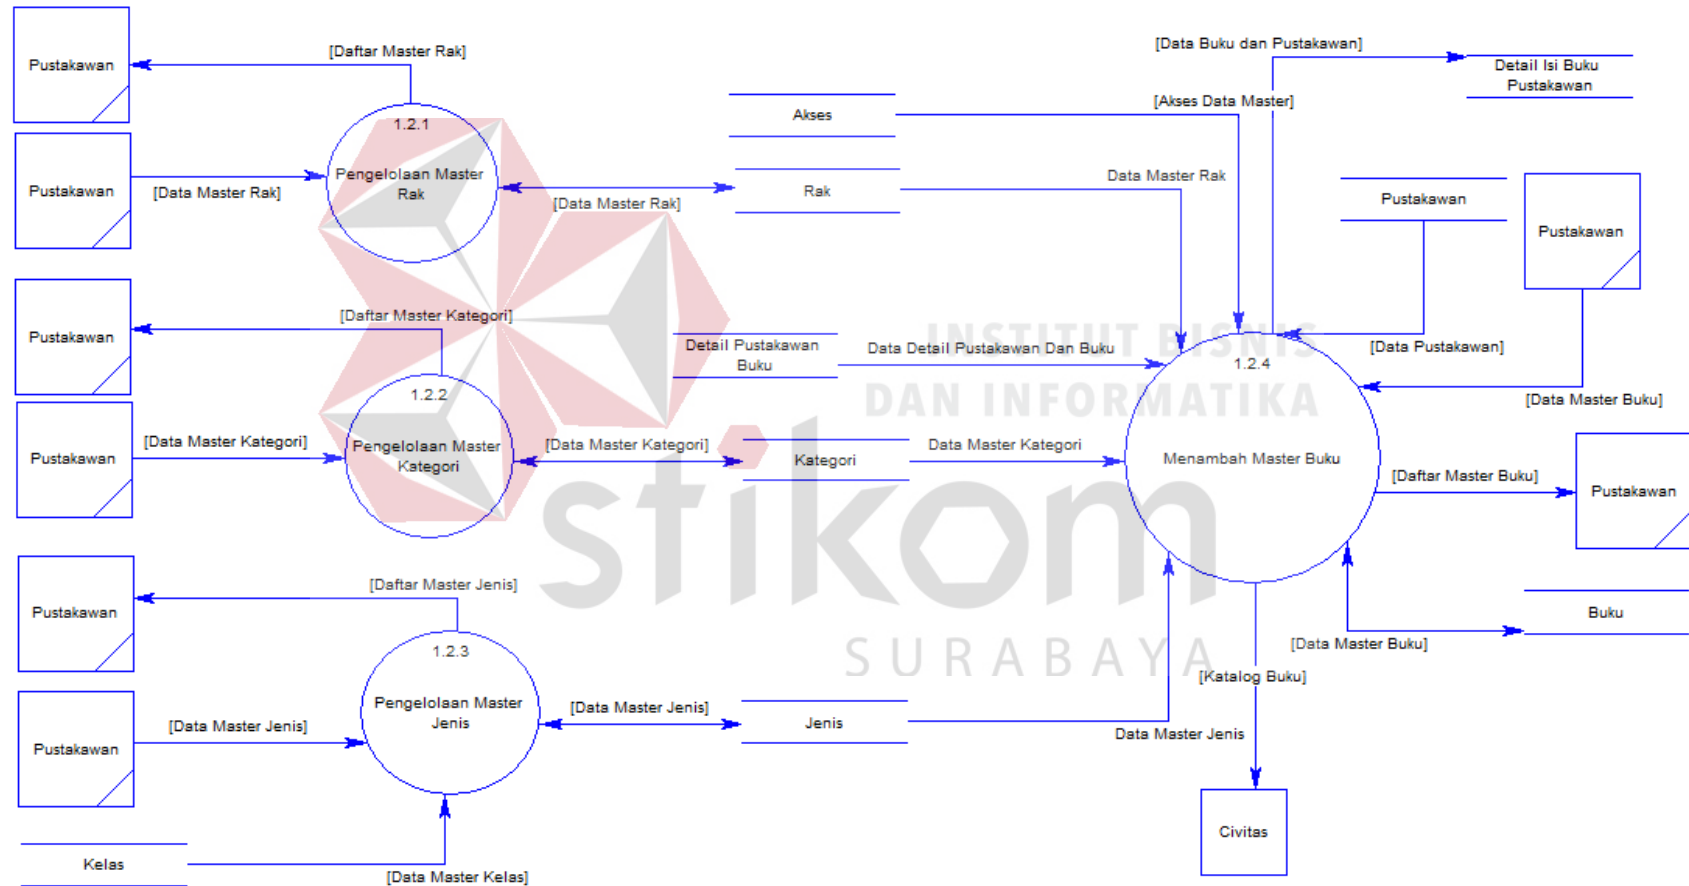 [Daftar Master Rak]
Pustakawan
1.2.1
Pengelolaan Master
Rak
Pustakawan
[Data Master Rak]
[Data Master Rak]
Akses
[Akses Data Master]
Rak
Data Master Rak
[Data Buku dan Pustakawan]
Detail Isi Buku
Pustakawan
Pustakawan
Pustakawan
[Data Pustakawan]
[Data Master Buku]
[Daftar Master Kategori]
Pustakawan
1.2.2
Pengelolaan Master
Kategori
[Data Master Kategori]
Pustakawan
[Data Master Kategori]
Detail Pustakawan
Buku
Data Detail Pustakawan Dan Buku
Kategori
Data Master Kategori
1.2.4
Menambah Master Buku
[Daftar Master Buku]
Pustakawan
Buku
[Data Master Buku]
[Katalog Buku]
Civitas
[Daftar Master Jenis]
Pustakawan
1.2.3
Pengelolaan Master
Jenis
[Data Master Jenis]
Pustakawan
[Data Master Jenis]
Jenis
Data Master Jenis
Kelas
[Data Master Kelas]
INSTITUT BISNIS
DAN INFORMATIKA
stikom
SURABAYA